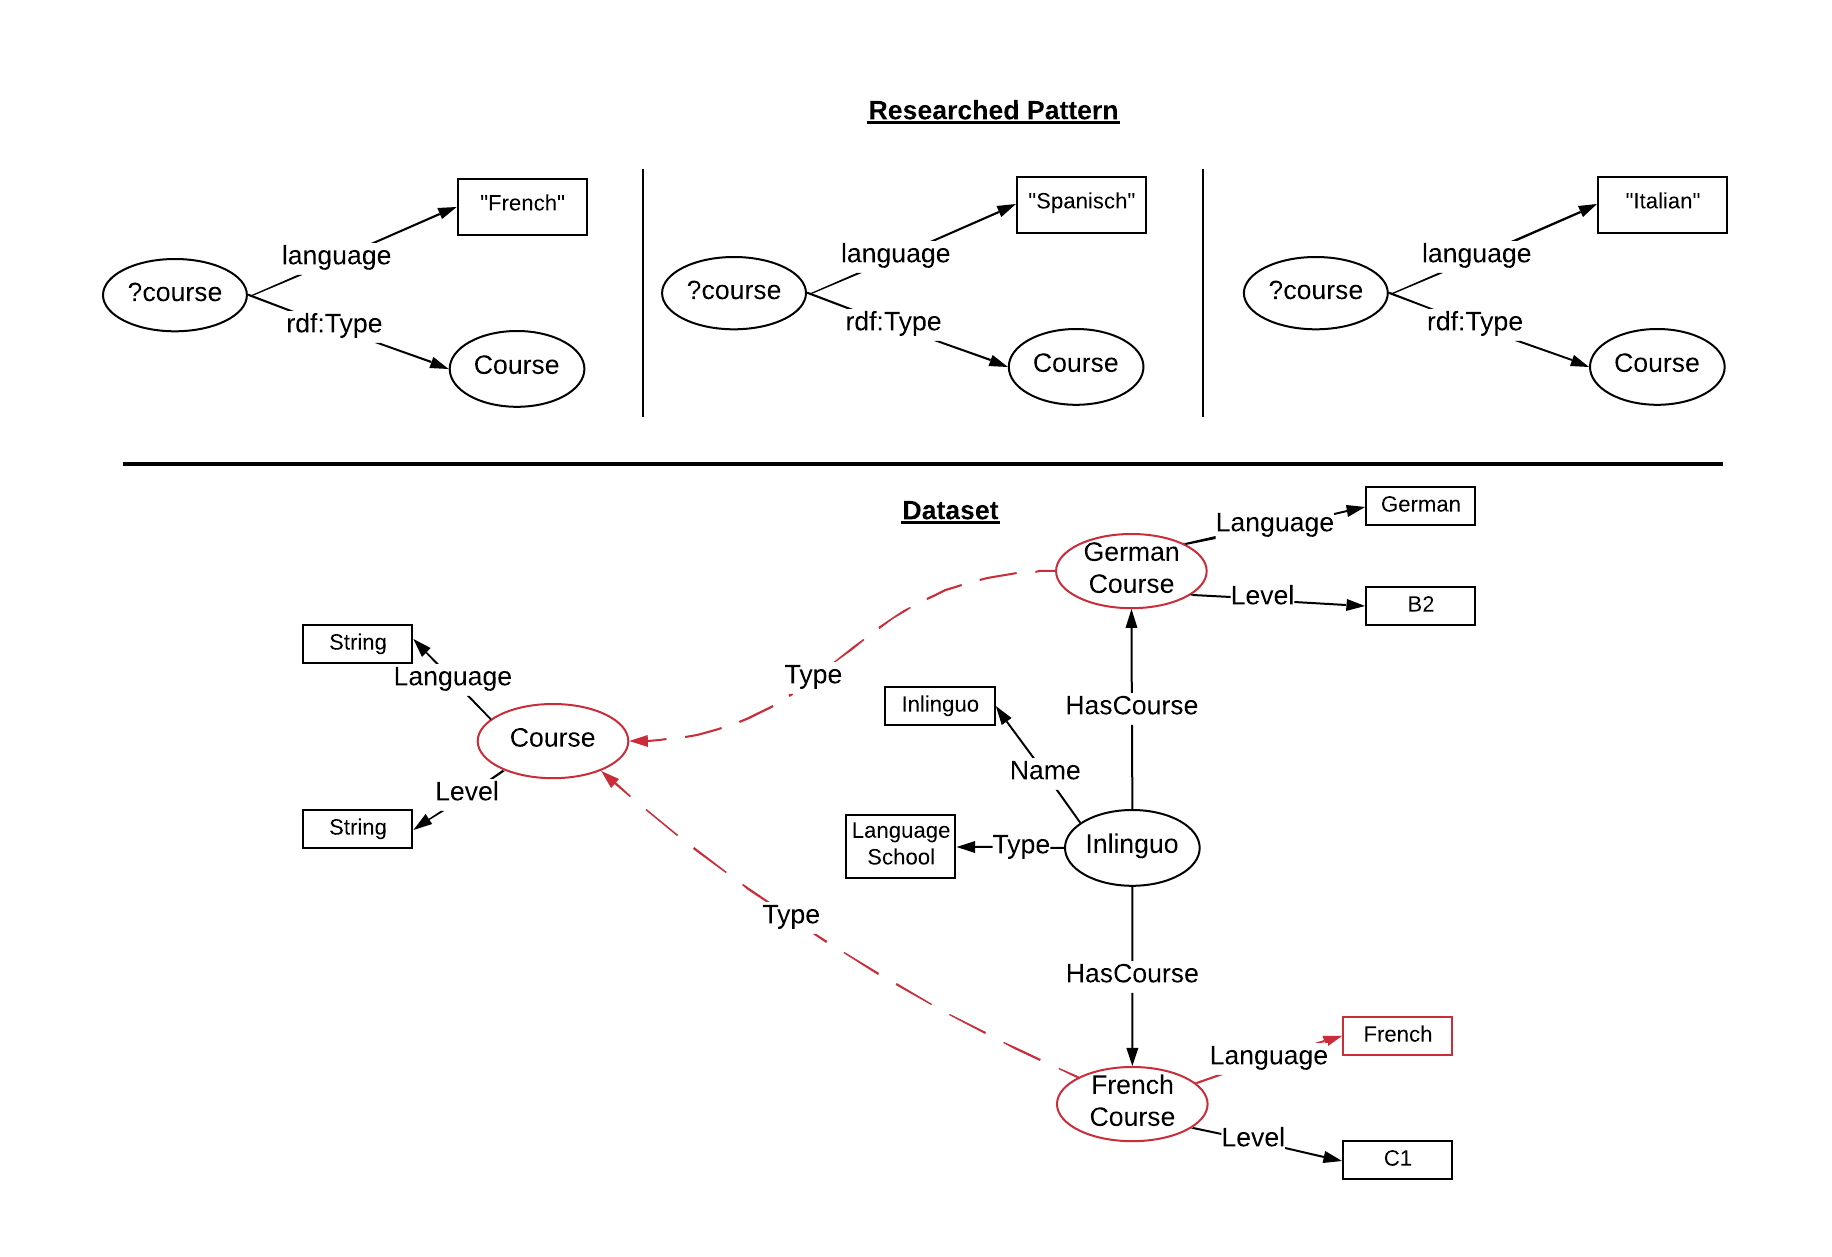 Researched Pattern
"French"
language
?course
rdf:Type
Course
"Spanisch"
language
?course
rdf:Type
Course
"Italian"
language
?course
rdf:Type
Course
Dataset
German
Language
German
Course
Level
B2
String
Language
Course
Level
String
Type
Inlinguo
HasCourse
Name
Language
School
Type
Inlinguo
Type
HasCourse
French
Language
French
Course
Level
C1